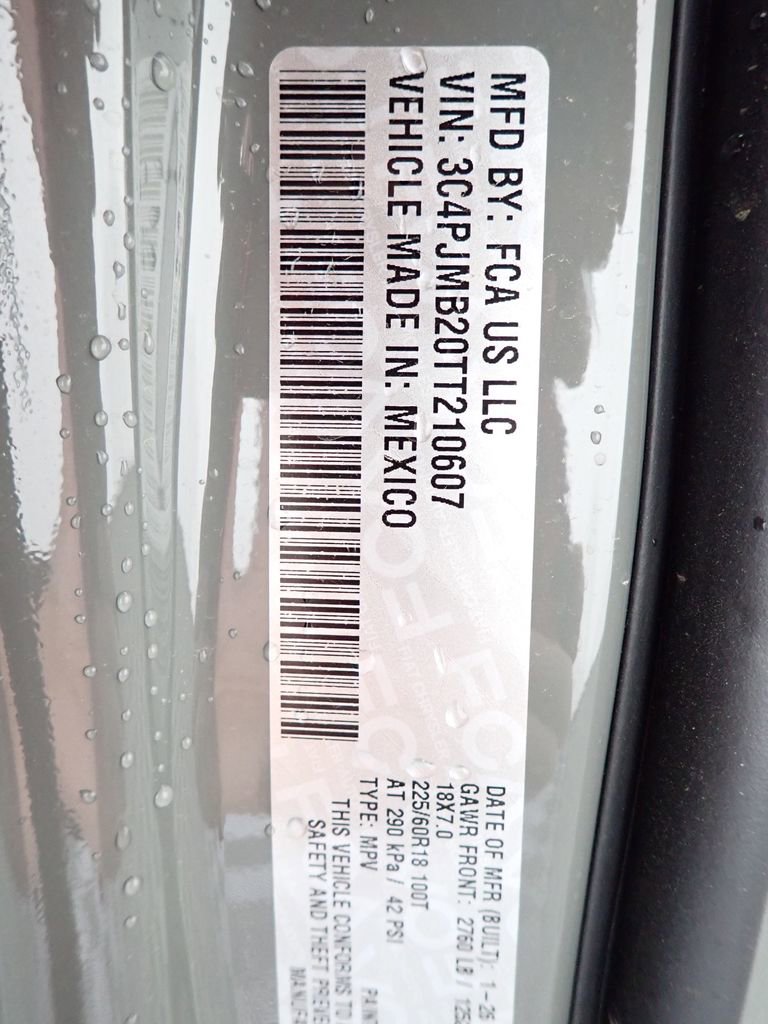 MFD BY: FCA US LLC
VIN: 3C4PJMB20TT210607
VEHICLE MADE IN: MEXICO
DATE OF MFR (BUILT): 1-26
GAWR FRONT: 2760 LB /
18X7.0
225/60R18 100T
AT 290 kPa / 42 PSI
TYPE: MPV
THIS VEHICLE CONFORMS TO
SAFETY AND THEFT